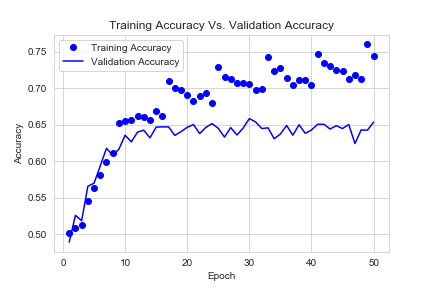 Training Accuracy Vs. Validation Accuracy
Training Accuracy
Validation Accuracy
0.75
0.70
0.65
0.60
0.55
0.50
Accuracy
0 10 20 30 40 50
Epoch